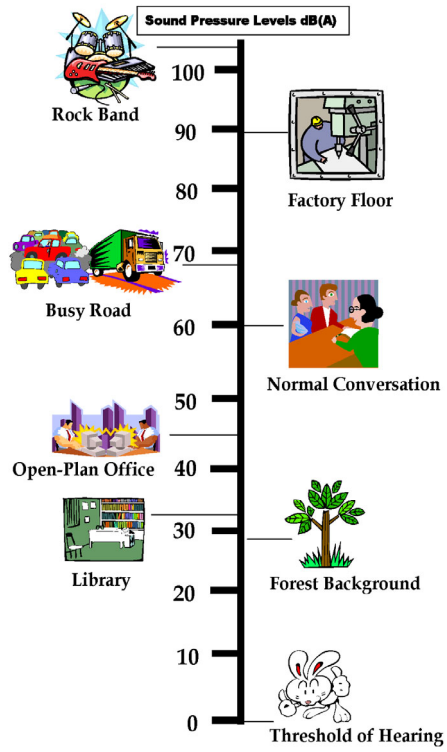 Sound Pressure Levels dB(A)
100
Rock Band
90
80
Factory Floor
70
Busy Road
60
Normal Conversation
50
Open-Plan Office
40
30
Library
Forest Background
20
10
0
Threshold of Hearing